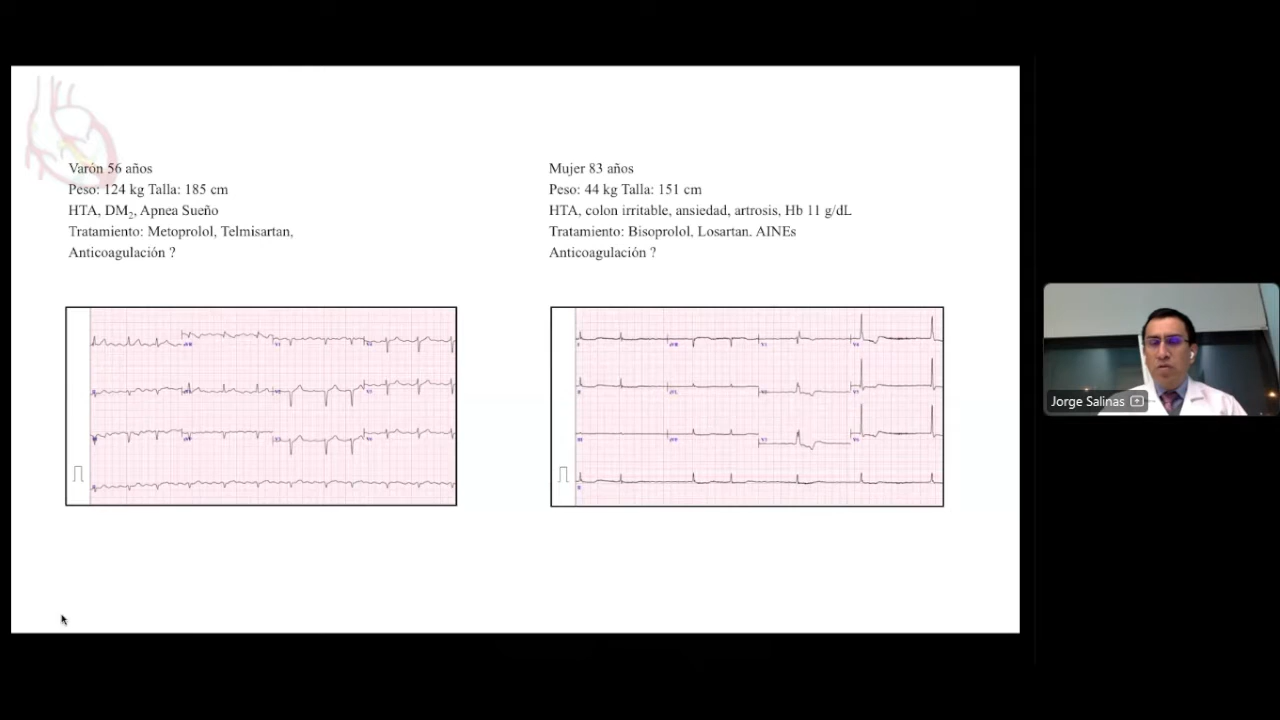 Varón 56 años
Peso: 124 kg Talla: 185 cm
HTA, DM2, Apnea Sueño
Tratamiento: Metoprolol, Telmisartan,
Anticoagulación ?
Mujer 83 años
Peso: 44 kg Talla: 151 cm
HTA, colon irritable, ansiedad, artrosis, Hb 11 g/dL
Tratamiento: Bisoprolol, Losartan. AINEs
Anticoagulación ?
Jorge Salinas